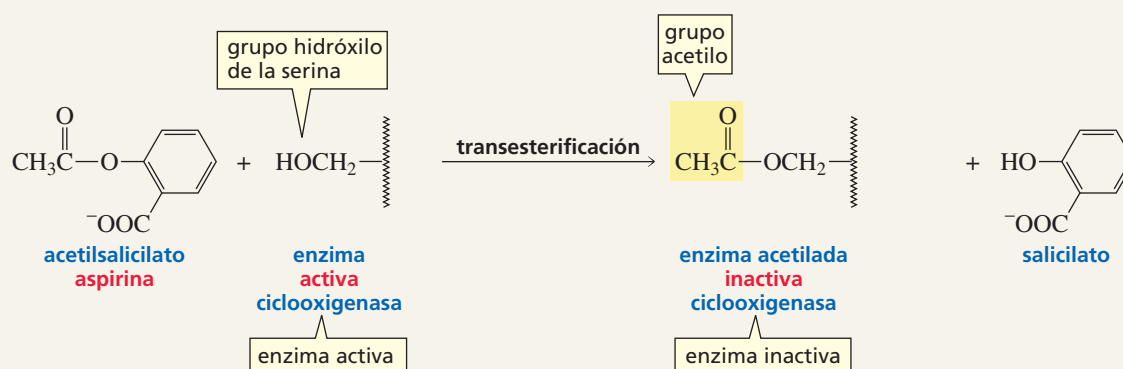 grupo hidróxilo
de la serina
grupo
acetilo
O
CH₃C—O
⁻OOC
+
HOCH₂
transesterificación
O
CH₃C—OCH₂
+
HO
⁻OOC
acetilsalicilato
aspirina
enzima
activa
ciclooxigenasa
enzima acetilada
inactiva
ciclooxigenasa
salicilato
enzima activa
enzima inactiva